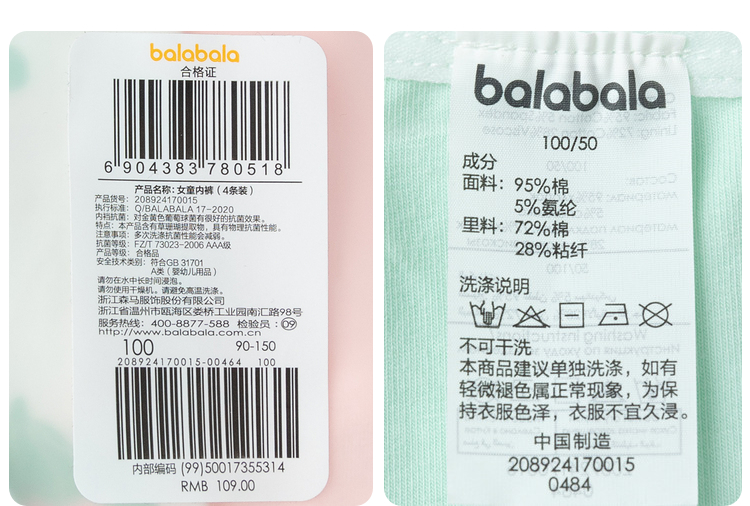 balabala
合格证
6 904383 780518
产品名称: 女童内裤 (4条装)
产品货号: 208924170015
执行标准: Q/BALABALA 17-2020
内裆抗菌: 对金黄色葡萄球菌有很好的抗菌效果。
特点: 本产品含有草珊瑚提取物, 具有物理抗菌性能。
注意事项: 多次洗涤抗菌性能会减弱。
抗菌等级: FZ/T 73023-2006 AAA级
产品等级: 合格品
安全技术类别: 符合GB 31701
A类 (婴幼儿用品)
请勿在水中长时间浸泡。
请勿使用干燥机。请避免高温洗涤。
浙江森马服饰股份有限公司
浙江省温州市瓯海区娄桥工业园南汇路98号
服务热线: 400-8877-588 检验员: 09
http://www.balabala.com.cn
100 90-150
208924170015-00464 100
内部编码 (99)50017355314
RMB 109.00
balabala
100/50
成分
面料: 95%棉
5%氨纶
里料: 72%棉
28%粘纤
洗涤说明
不可干洗
本商品建议单独洗涤，如有
轻微褪色属正常现象，为保
持衣服色泽，衣服不宜久浸。
中国制造
208924170015
0484